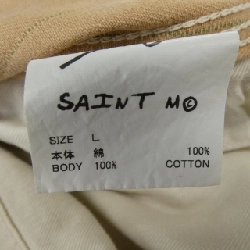 SAINT M©
SIZE L
本体 綿 100%
BODY 100% COTTON